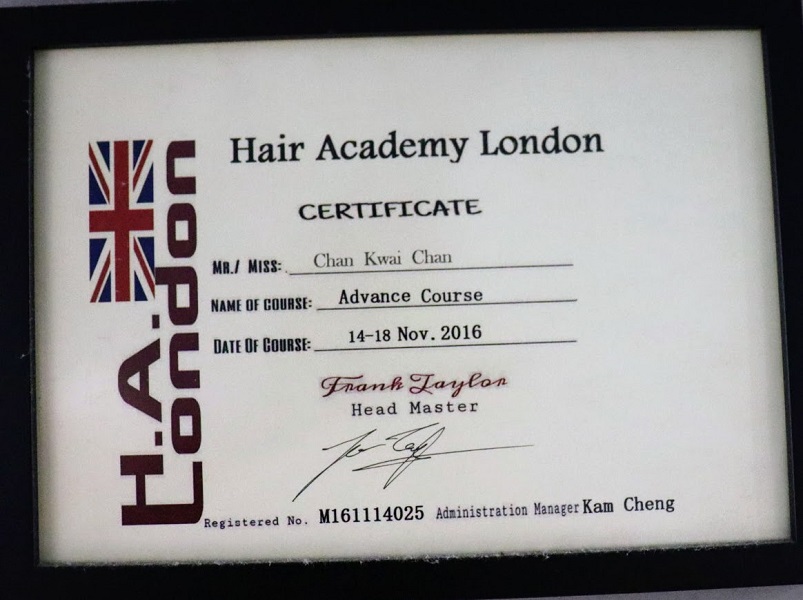 H.A. London
Hair Academy London
CERTIFICATE
MR./ MISS: Chan Kwai Chan
NAME OF COURSE: Advance Course
DATE OF COURSE: 14-18 Nov. 2016
Frank Taylor
Head Master
Registered No. M161114025 Administration Manager Kam Cheng